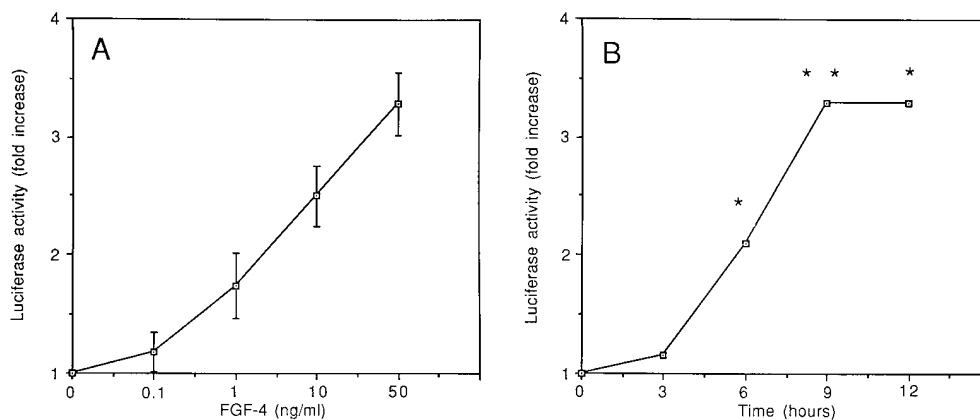 A
Luciferase activity (fold increase)
4
3
2
1
0 0.1 1 10 50
FGF-4 (ng/ml)
B
Luciferase activity (fold increase)
4
3
2
1
* * * *
0 3 6 9 12
Time (hours)